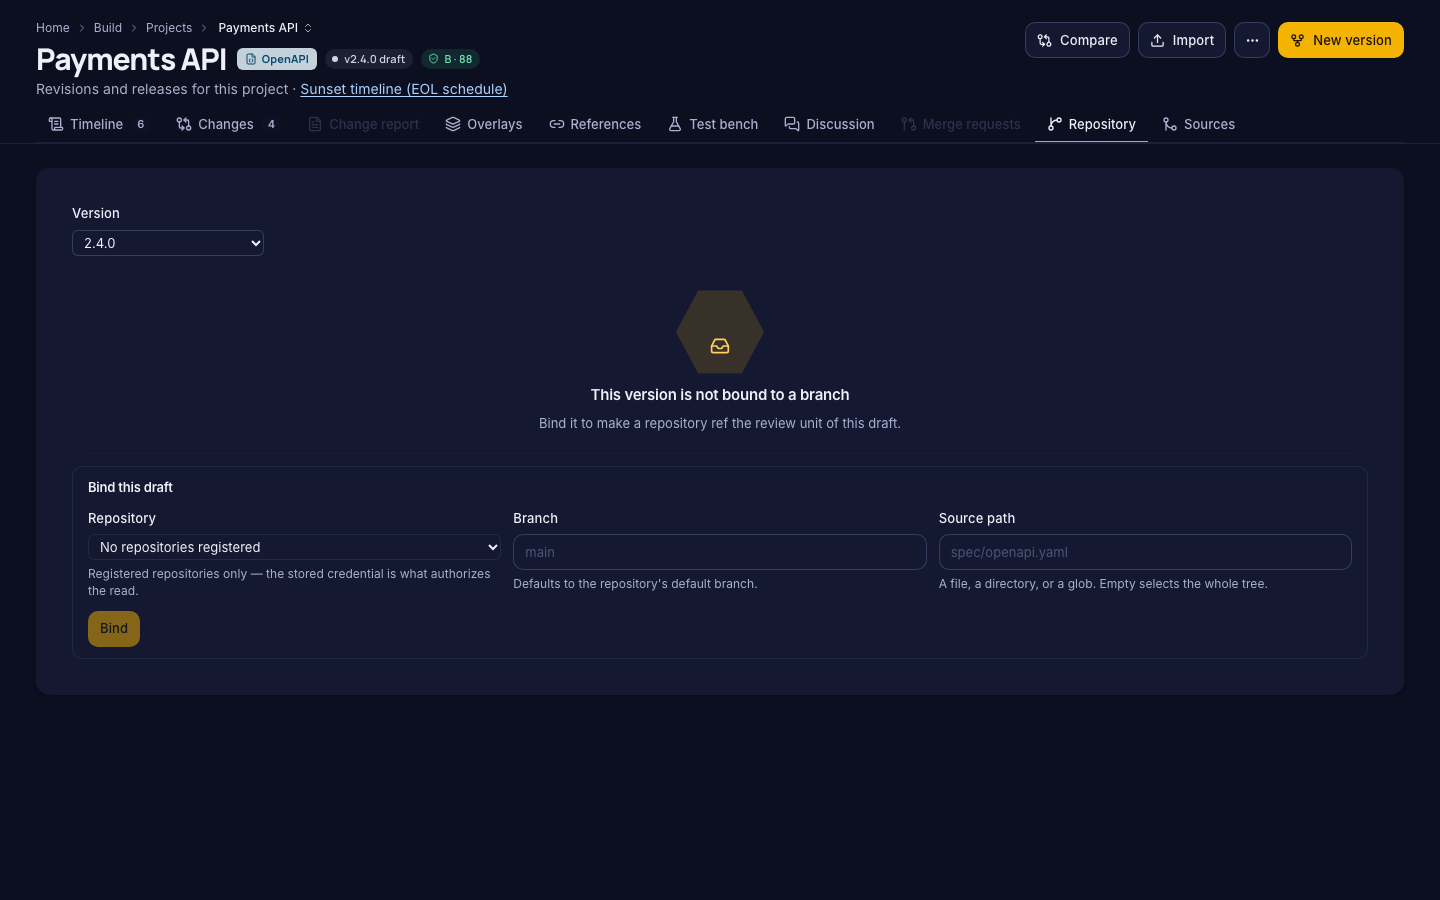 Home > Build > Projects > Payments API
Compare
Import
New version
Payments API
OpenAPI
v2.4.0 draft
B · 88
Revisions and releases for this project · Sunset timeline (EOL schedule)
Timeline 6
Changes 4
Change report
Overlays
References
Test bench
Discussion
Merge requests
Repository
Sources
Version
2.4.0
This version is not bound to a branch
Bind it to make a repository ref the review unit of this draft.
Bind this draft
Repository
Branch
Source path
No repositories registered
main
spec/openapi.yaml
Registered repositories only — the stored credential is what authorizes
the read.
Defaults to the repository's default branch.
A file, a directory, or a glob. Empty selects the whole tree.
Bind